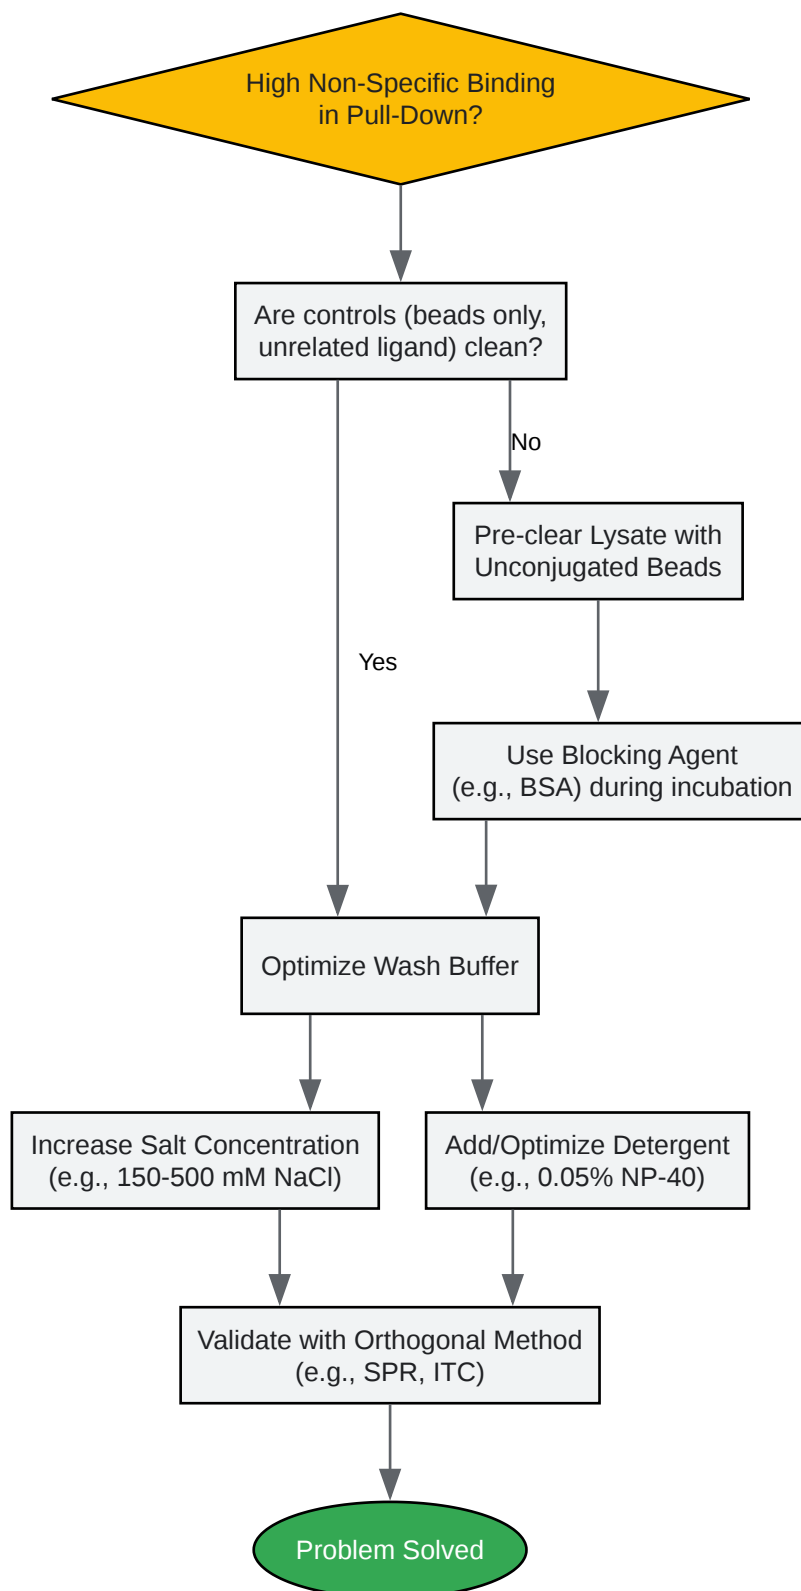 High Non-Specific Binding
in Pull-Down?
Are controls (beads only,
unrelated ligand) clean?
No
Pre-clear Lysate with
Unconjugated Beads
Yes
Use Blocking Agent
(e.g., BSA) during incubation
Optimize Wash Buffer
Increase Salt Concentration
(e.g., 150-500 mM NaCl)
Add/Optimize Detergent
(e.g., 0.05% NP-40)
Validate with Orthogonal Method
(e.g., SPR, ITC)
Problem Solved